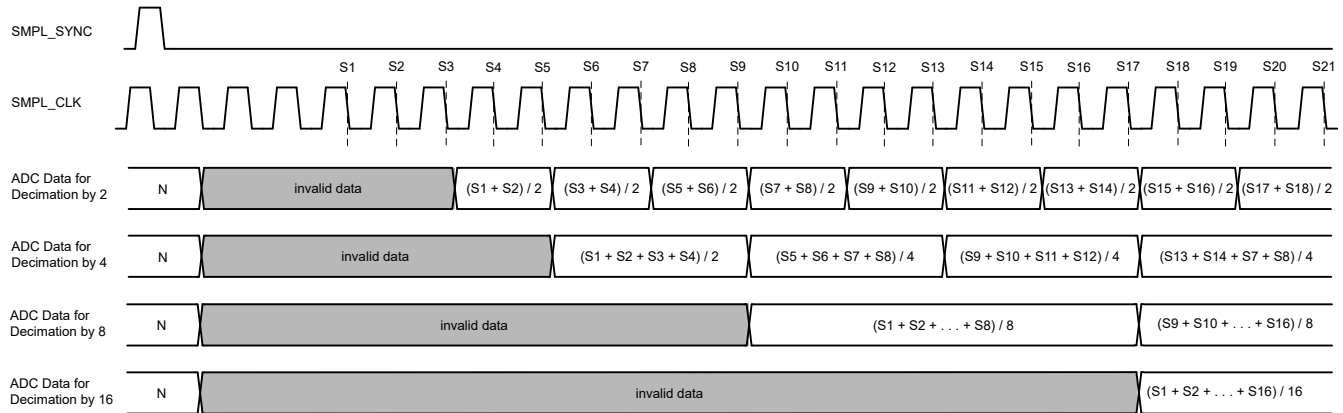 SMPL_SYNC
S1 S2 S3 S4 S5 S6 S7 S8 S9 S10 S11 S12 S13 S14 S15 S16 S17 S18 S19 S20 S21
SMPL_CLK
ADC Data for
Decimation by 2
N invalid data (S1 + S2) / 2 (S3 + S4) / 2 (S5 + S6) / 2 (S7 + S8) / 2 (S9 + S10) / 2 (S11 + S12) / 2 (S13 + S14) / 2 (S15 + S16) / 2 (S17 + S18) / 2
ADC Data for
Decimation by 4
N invalid data (S1 + S2 + S3 + S4) / 2 (S5 + S6 + S7 + S8) / 4 (S9 + S10 + S11 + S12) / 4 (S13 + S14 + S7 + S8) / 4
ADC Data for
Decimation by 8
N invalid data (S1 + S2 + . . . + S8) / 8 (S9 + S10 + . . . + S16) / 8
ADC Data for
Decimation by 16
N invalid data (S1 + S2 + . . . + S16) / 16